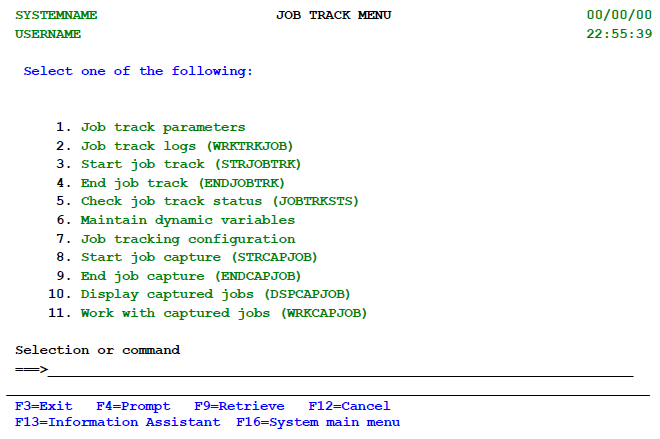 SYSTEMNAME JOB TRACK MENU 00/00/00
USERNAME 22:55:39
Select one of the following:
1. Job track parameters
2. Job track logs (WRKTRKJOB)
3. Start job track (STRJOBTRK)
4. End job track (ENDJOBTRK)
5. Check job track status (JOBTRKSTS)
6. Maintain dynamic variables
7. Job tracking configuration
8. Start job capture (STRCAPJOB)
9. End job capture (ENDCAPJOB)
10. Display captured jobs (DSPCAPJOB)
11. Work with captured jobs (WRKCAPJOB)
Selection or command
===>
F3=Exit F4=Prompt F9=Retrieve F12=Cancel
F13=Information Assistant F16=System main menu